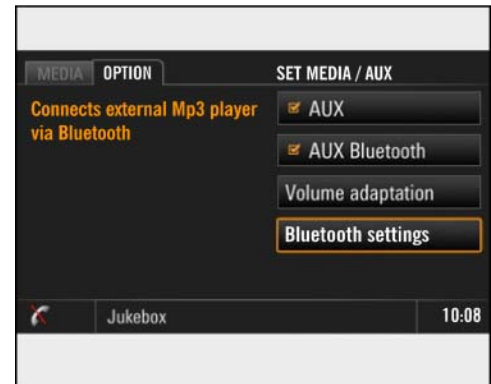 MEDIA OPTION
SET MEDIA / AUX
Connects external Mp3 player
via Bluetooth
AUX
AUX Bluetooth
Volume adaptation
Bluetooth settings
Jukebox
10:08